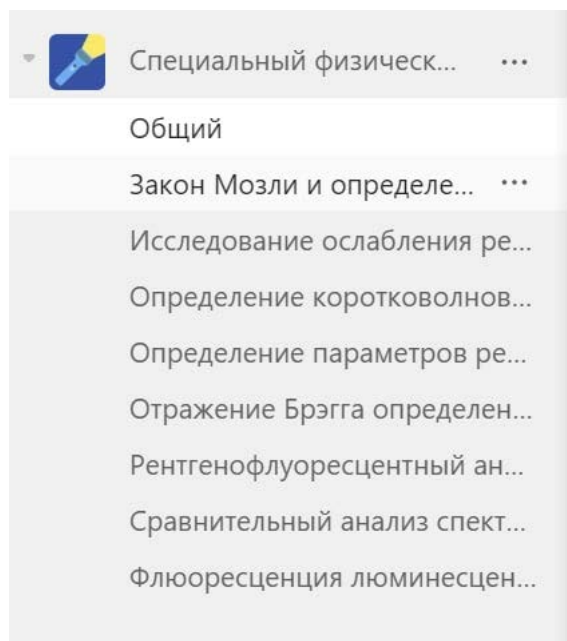 Специальный физическ...
Общий
Закон Мозли и определе...
Исследование ослабления ре...
Определение коротковолнов...
Определение параметров ре...
Отражение Брэгга определен...
Рентгенофлуоресцентный ан...
Сравнительный анализ спект...
Флюоресценция люминесцен...